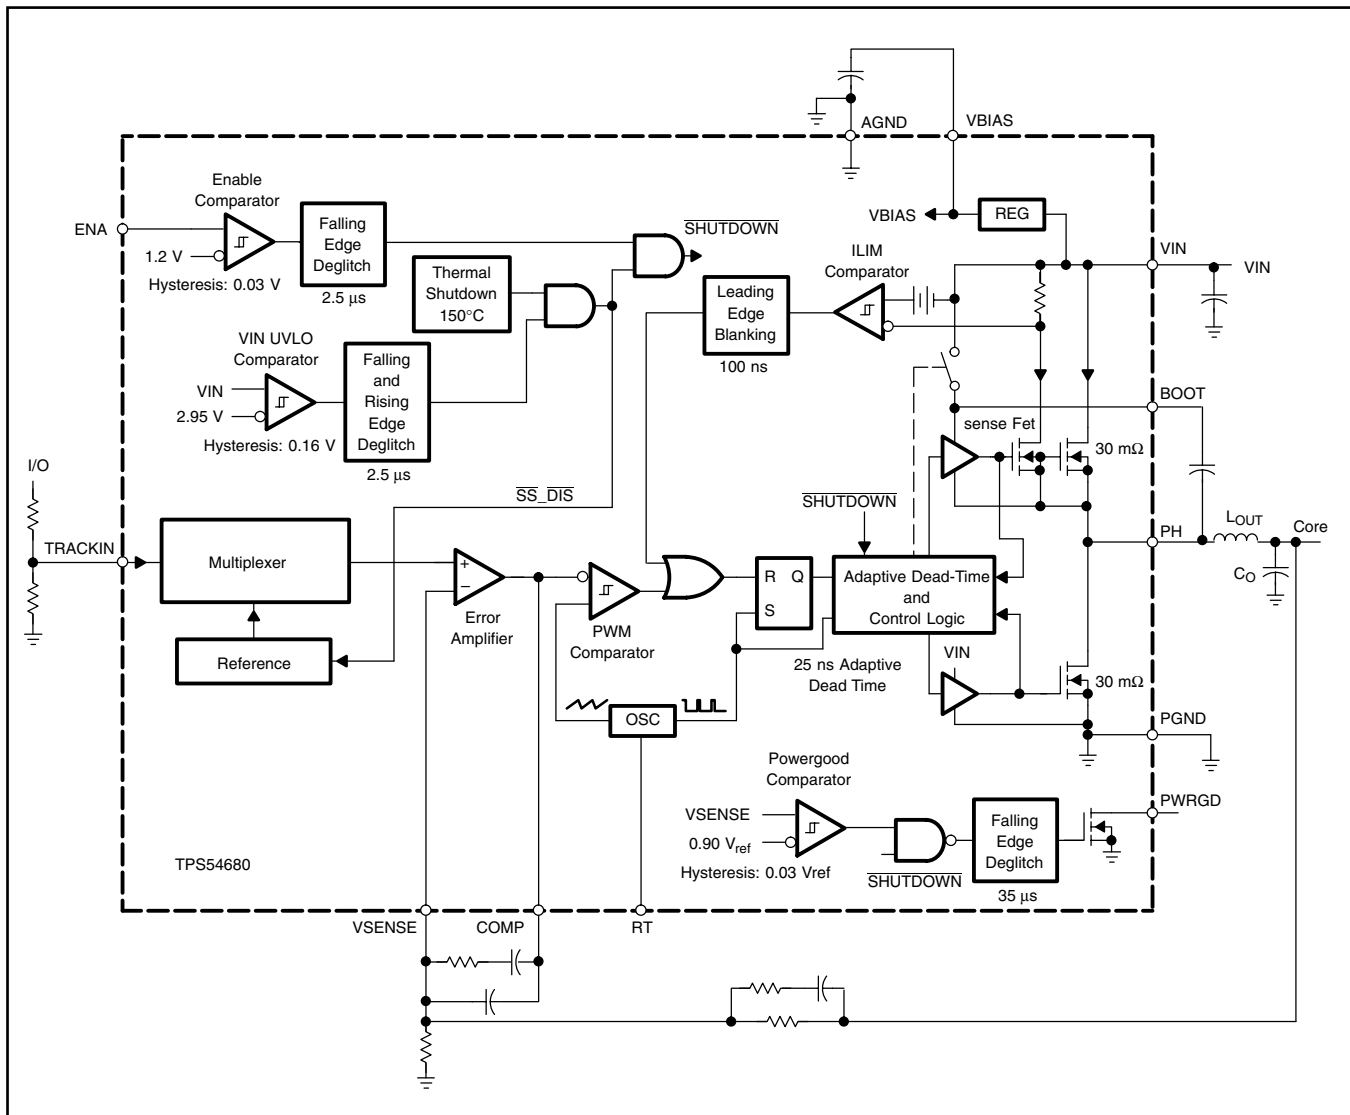 AGND
VBIAS
Enable
Comparator
ENA
1.2 V
Hysteresis: 0.03 V
Falling
Edge
Deglitch
2.5 μs
SHUTDOWN
Thermal
Shutdown
150°C
VBIAS
REG
VIN
VIN
ILIM
Comparator
Leading
Edge
Blanking
100 ns
VIN UVLO
Comparator
VIN
2.95 V
Hysteresis: 0.16 V
Falling
and
Rising
Edge
Deglitch
2.5 μs
BOOT
sense Fet
30 mΩ
I/O
SS_DIS
SHUTDOWN
TRACKIN
Multiplexer
Reference
+
−
Error
Amplifier
PWM
Comparator
R Q
S
Adaptive Dead-Time
and
Control Logic
25 ns Adaptive
Dead Time
VIN
30 mΩ
PH
LOUT
Core
CO
OSC
PGND
Powergood
Comparator
VSENSE
0.90 Vref
Hysteresis: 0.03 Vref
SHUTDOWN
Falling
Edge
Deglitch
35 μs
PWRGD
TPS54680
VSENSE
COMP
RT